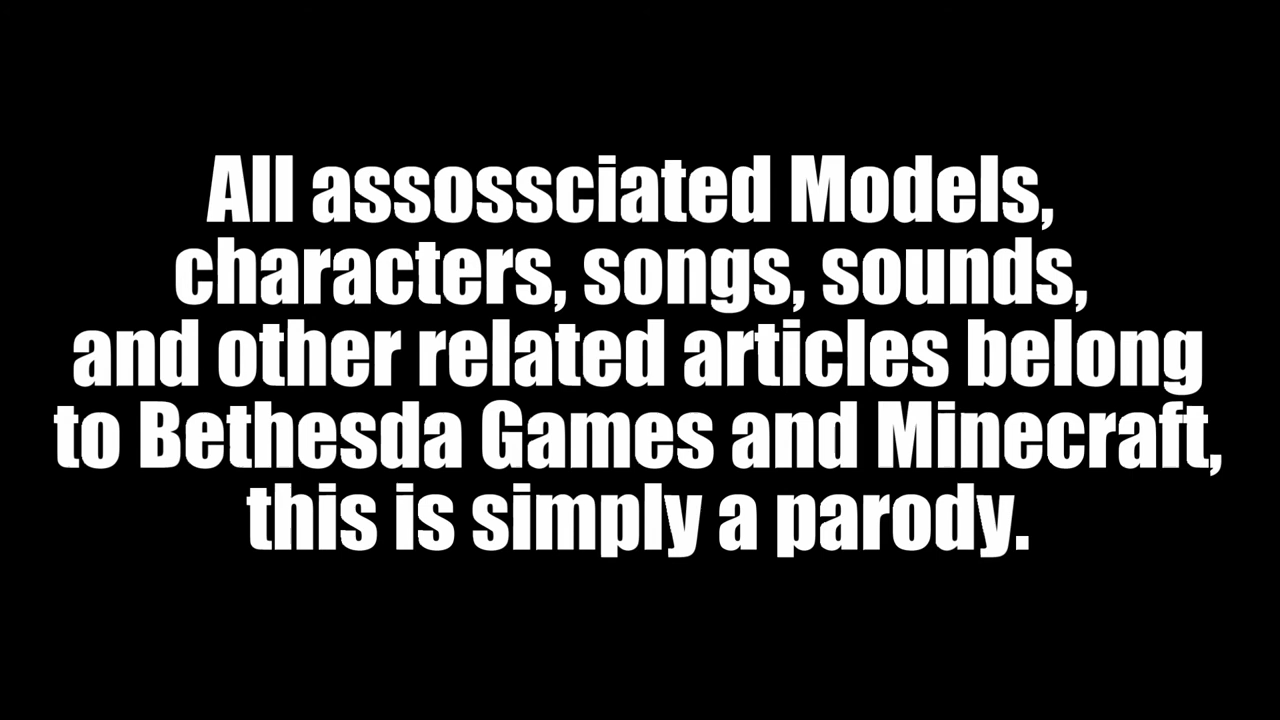 All assossciated Models,
characters, songs, sounds,
and other related articles belong
to Bethesda Games and Minecraft,
this is simply a parody.